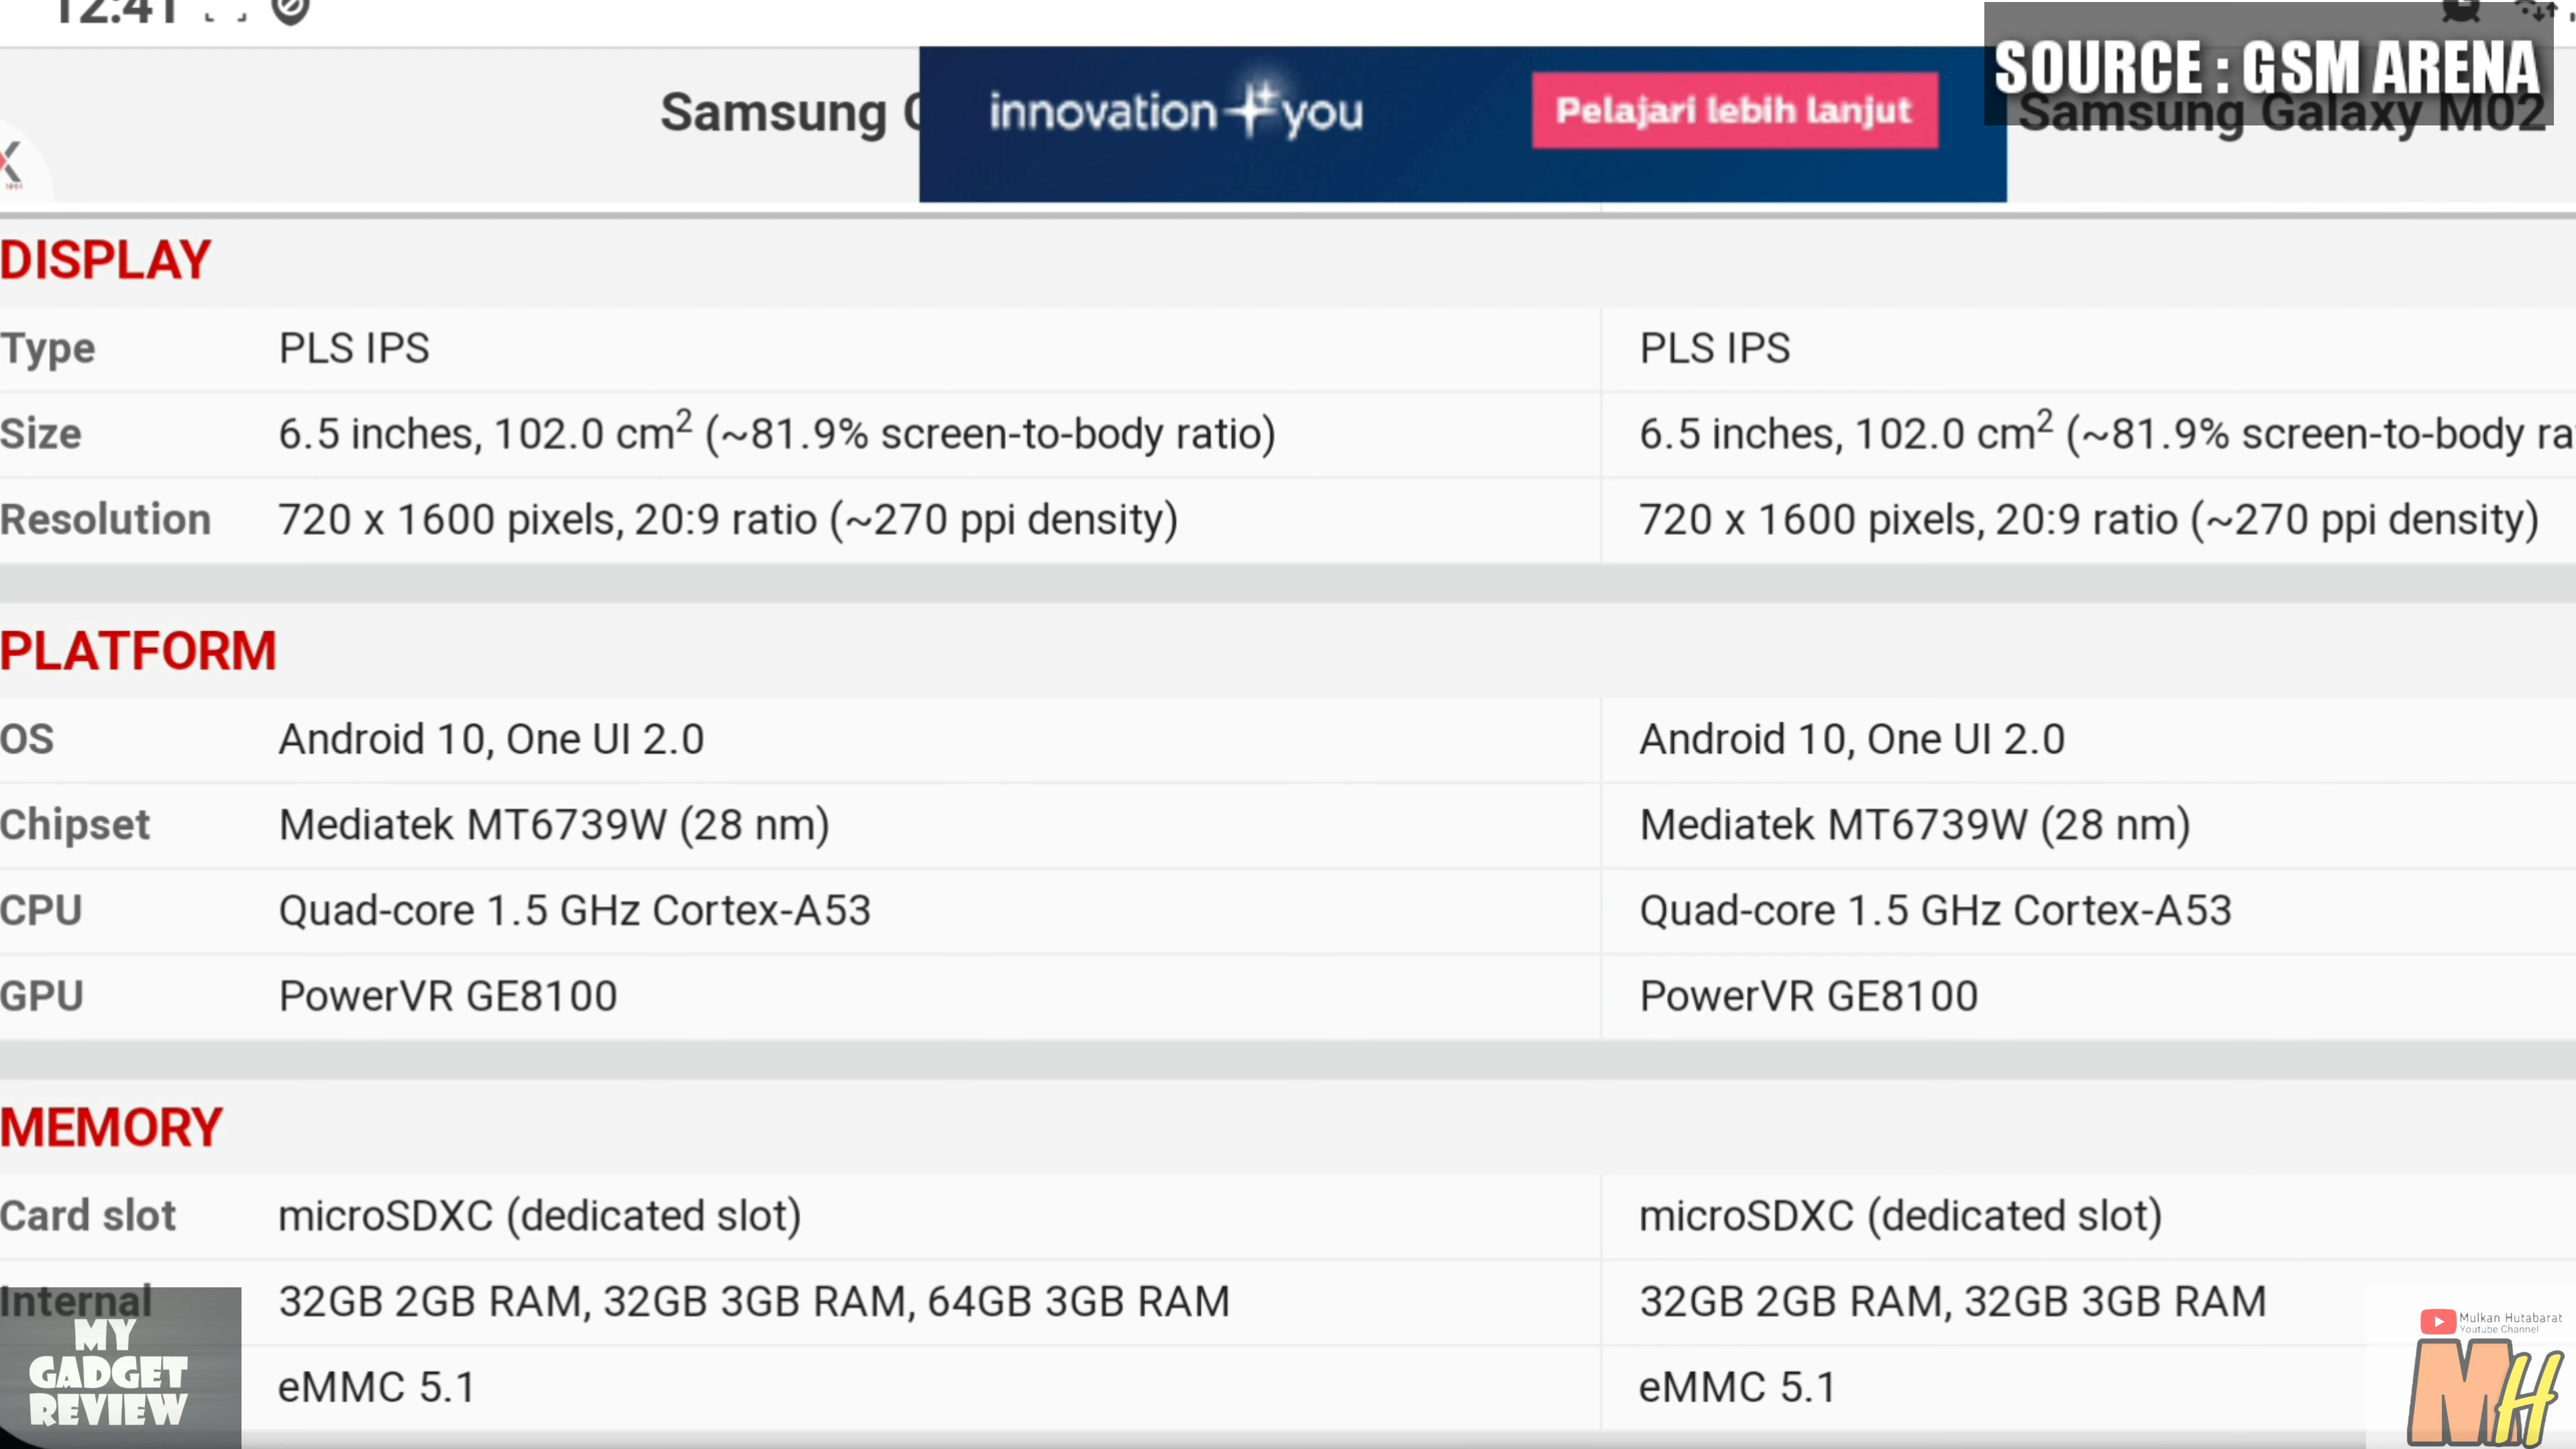 12:41
SOURCE : GSM ARENA
Samsung
innovation+you
Pelajari lebih lanjut
Samsung Galaxy M02
DISPLAY
Type PLS IPS PLS IPS
Size 6.5 inches, 102.0 cm² (~81.9% screen-to-body ratio) 6.5 inches, 102.0 cm² (~81.9% screen-to-body ra
Resolution 720 x 1600 pixels, 20:9 ratio (~270 ppi density) 720 x 1600 pixels, 20:9 ratio (~270 ppi density)
PLATFORM
OS Android 10, One UI 2.0 Android 10, One UI 2.0
Chipset Mediatek MT6739W (28 nm) Mediatek MT6739W (28 nm)
CPU Quad-core 1.5 GHz Cortex-A53 Quad-core 1.5 GHz Cortex-A53
GPU PowerVR GE8100 PowerVR GE8100
MEMORY
Card slot microSDXC (dedicated slot) microSDXC (dedicated slot)
Internal 32GB 2GB RAM, 32GB 3GB RAM, 64GB 3GB RAM 32GB 2GB RAM, 32GB 3GB RAM
eMMC 5.1 eMMC 5.1
MY
GADGET
REVIEW
Mulkan Hutabarat
Youtube Channel
MH